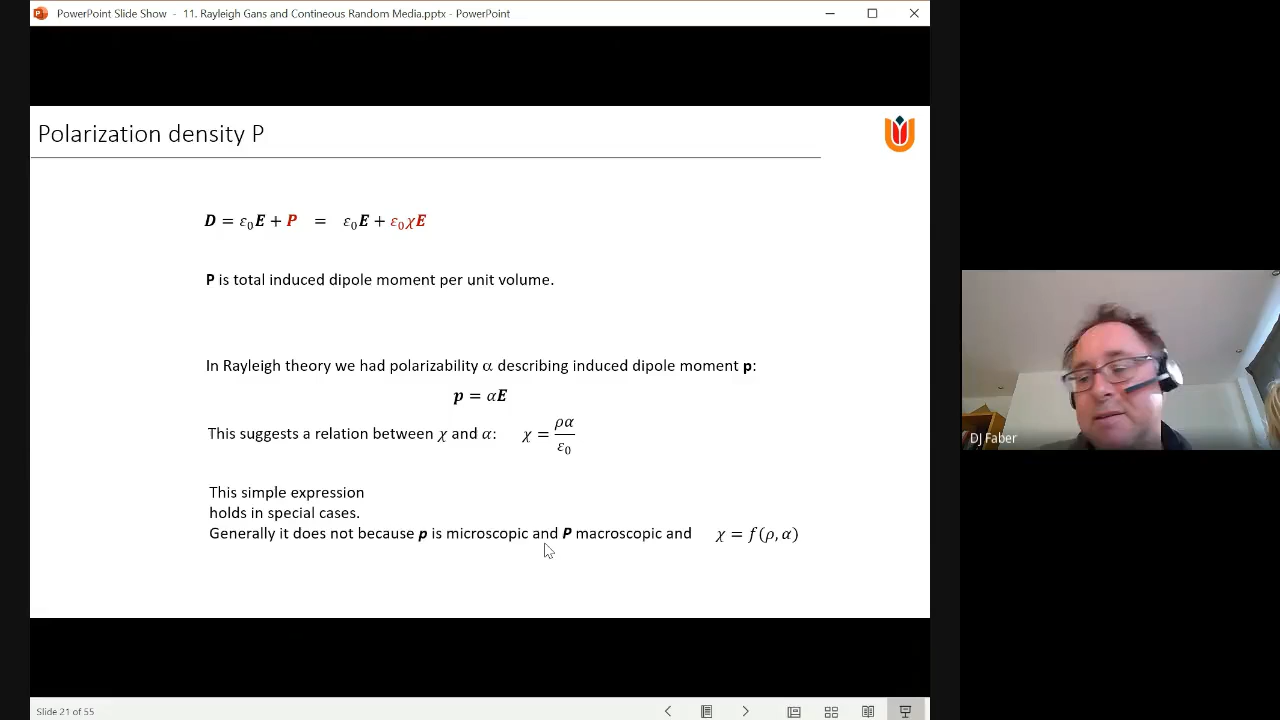 PowerPoint Slide Show - 11. Rayleigh Gans and Contineous Random Media.pptx - PowerPoint
Polarization density P
D = ε₀E + P = ε₀E + ε₀χE
P is total induced dipole moment per unit volume.
In Rayleigh theory we had polarizability α describing induced dipole moment p:
p = αE
This suggests a relation between χ and α: χ = ρα/ε₀
This simple expression
holds in special cases.
Generally it does not because p is microscopic and P macroscopic and χ = f(ρ, α)
DJ Faber
Slide 21 of 55